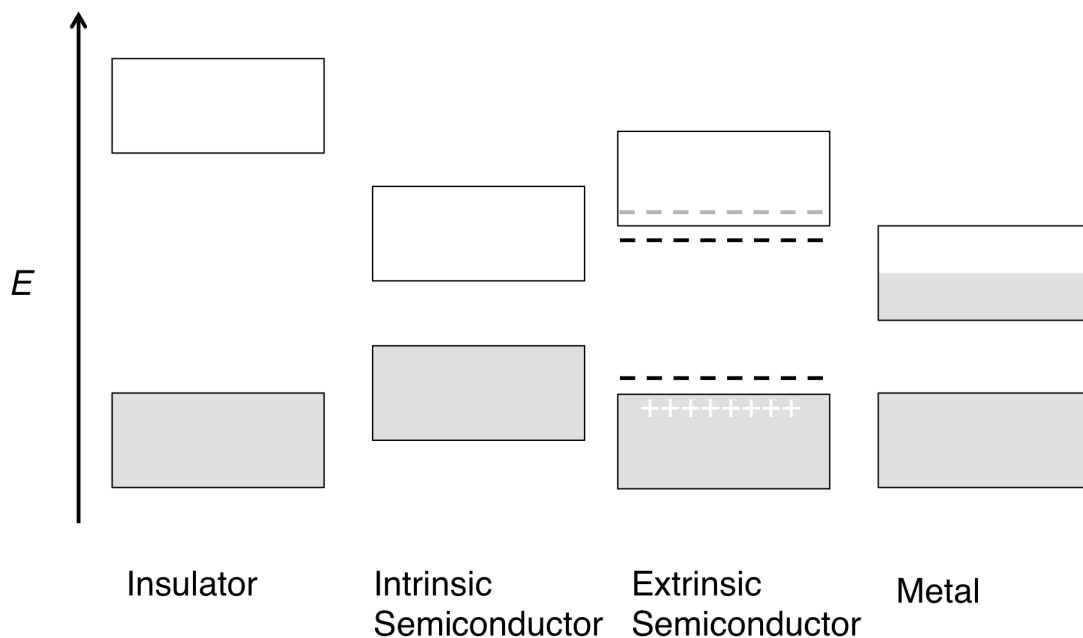 E
++++++++
Insulator
Intrinsic
Semiconductor
Extrinsic
Semiconductor
Metal